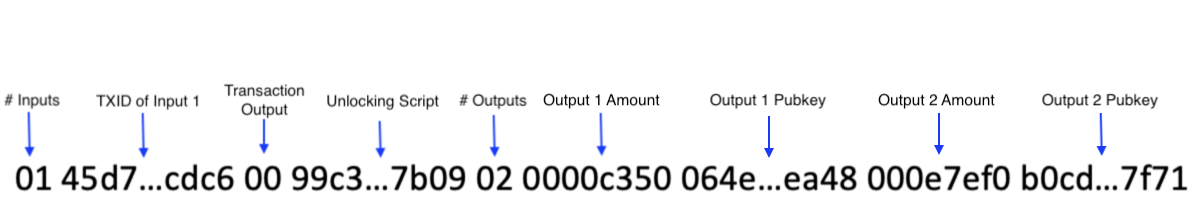 # Inputs
TXID of Input 1
Transaction
Output
Unlocking Script
# Outputs
Output 1 Amount
Output 1 Pubkey
Output 2 Amount
Output 2 Pubkey
01 45d7...cdc6 00 99c3...7b09 02 0000c350 064e...ea48 000e7ef0 b0cd...7f71